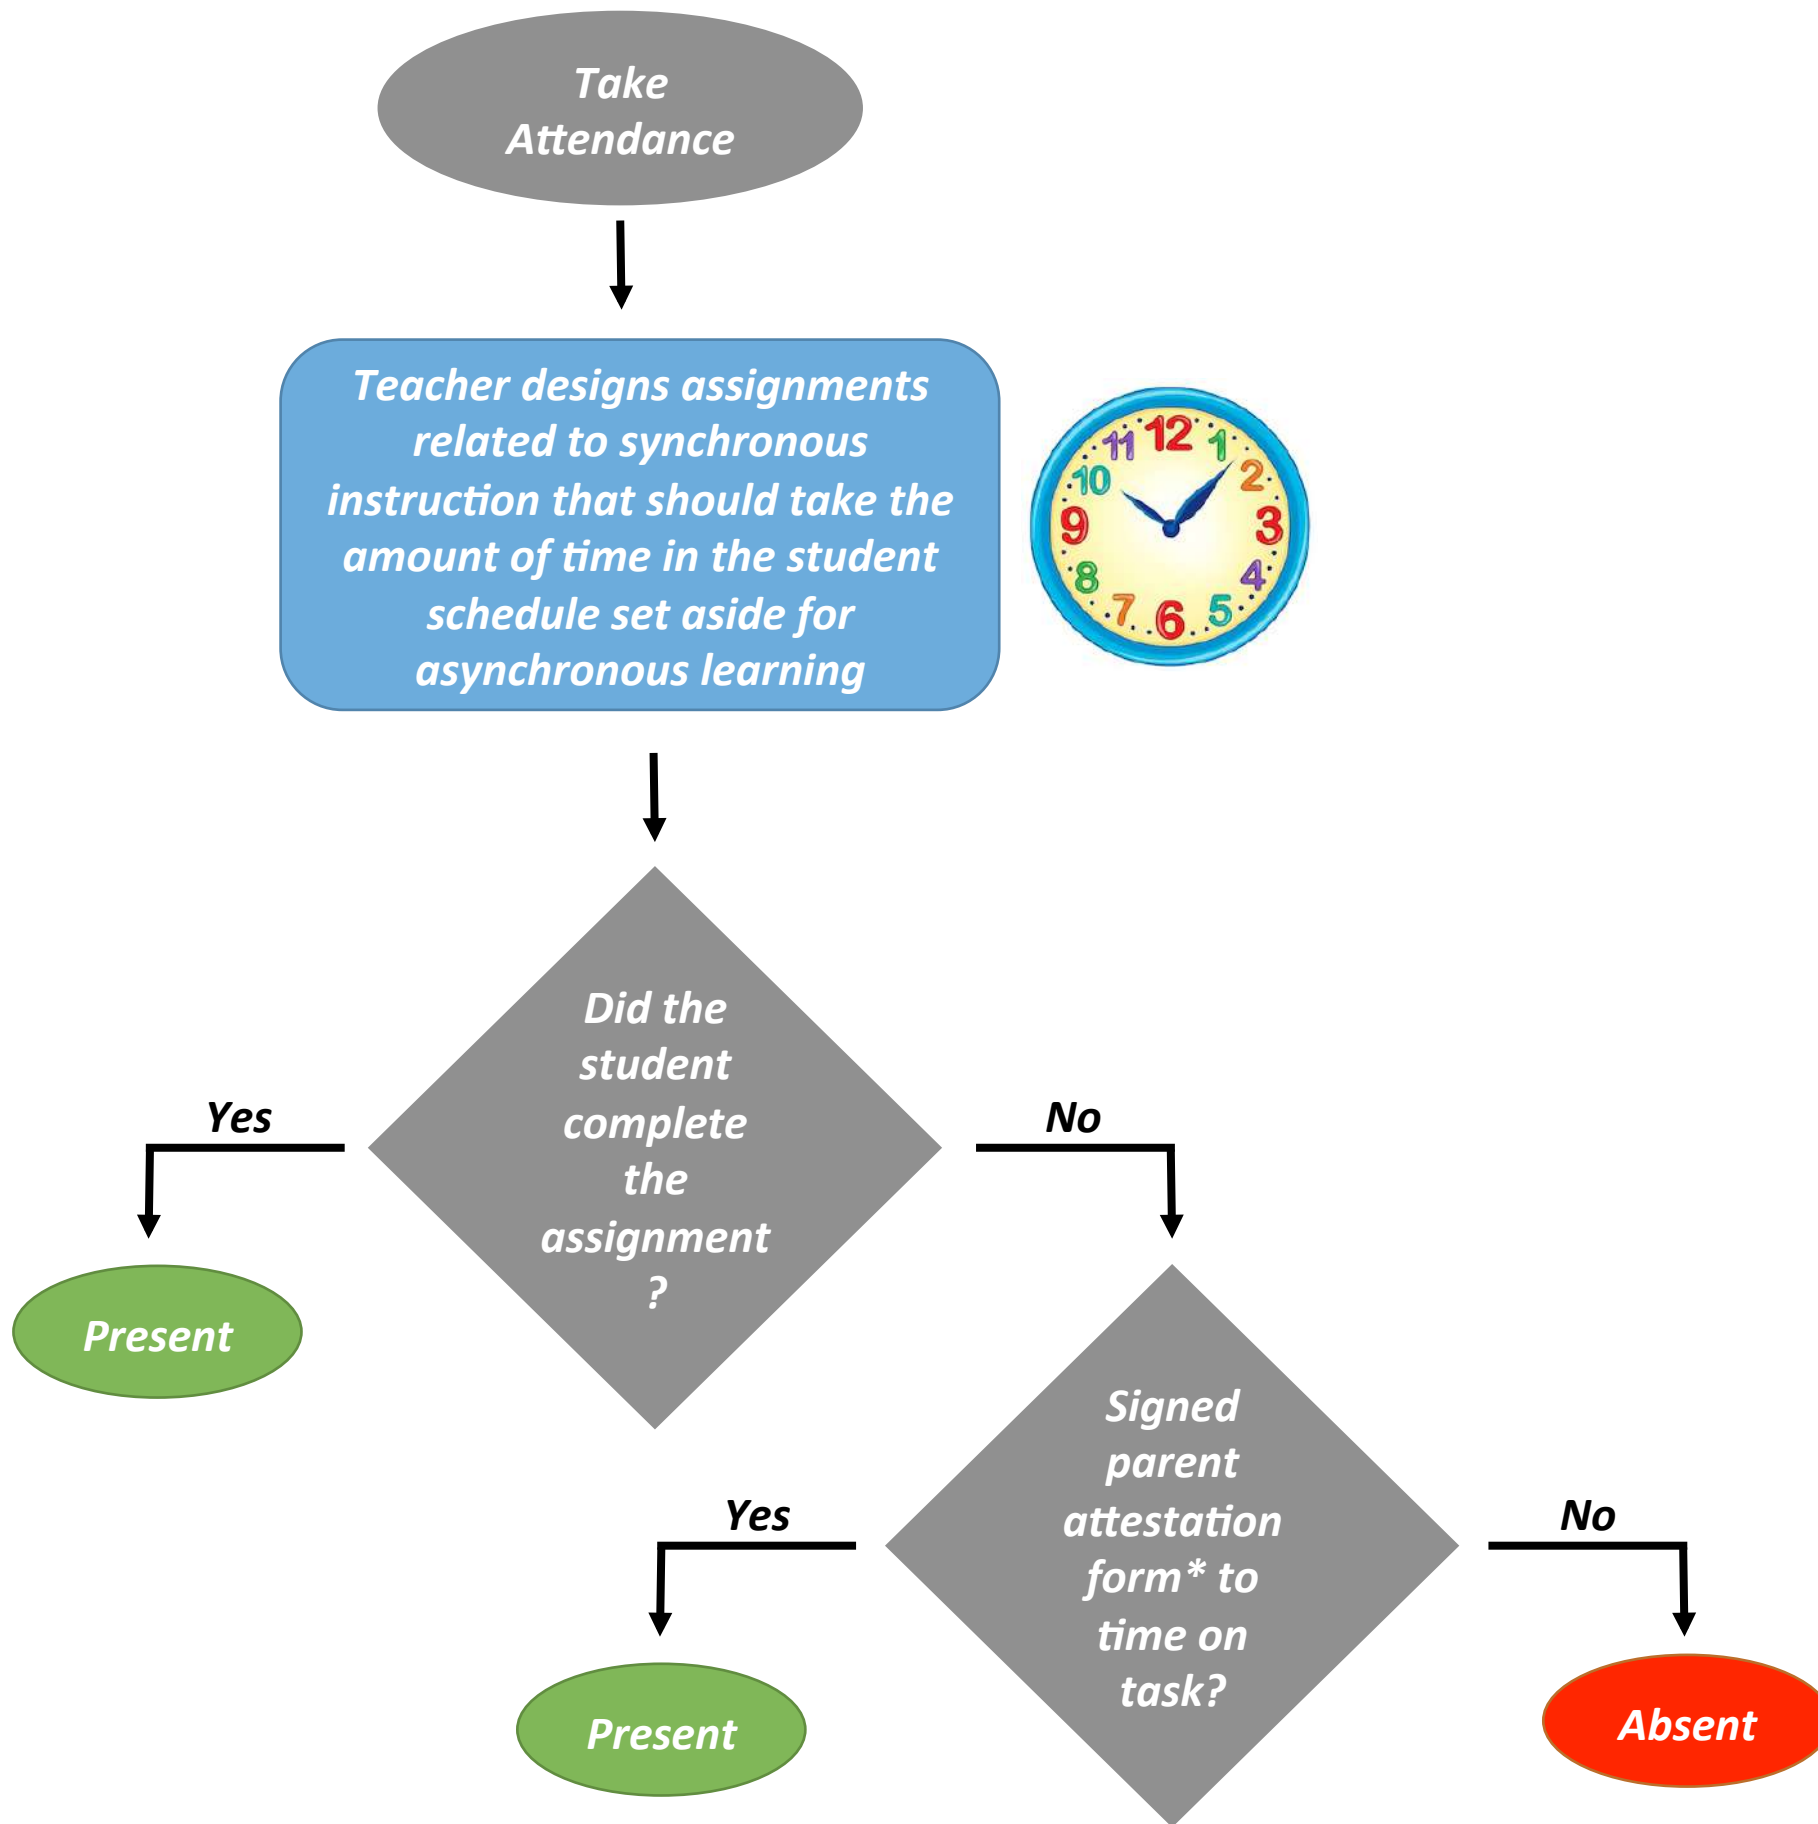 Take
Attendance
Teacher designs assignments
related to synchronous
instruction that should take the
amount of time in the student
schedule set aside for
asynchronous learning
12
1
2
3
4
5
6
7
8
9
10
11
Did the
student
complete
the
assignment
?
Yes
No
Present
Signed
parent
attestation
form* to
time on
task?
Yes
No
Present
Absent